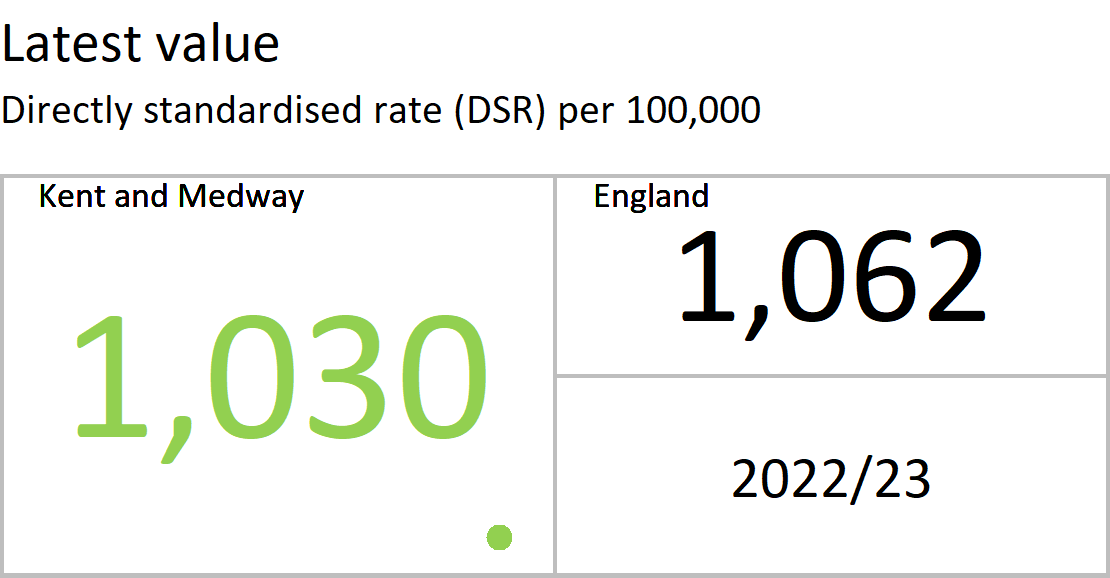 Latest value
Directly standardised rate (DSR) per 100,000
Kent and Medway
1,030
England
1,062
2022/23